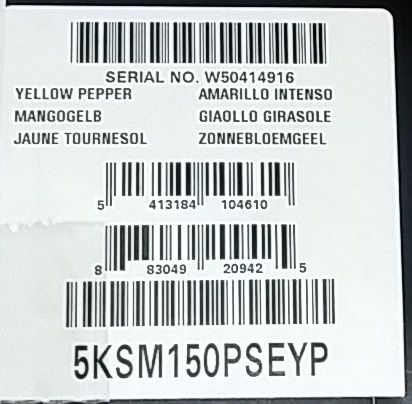 SERIAL NO. W50414916
YELLOW PEPPER AMARILLO INTENSO
MANGOGELB GIAOLLO GIRASOLE
JAUNE TOURNESOL ZONNEBLOEMGEEL
5 413184 104610
8 83049 20942 5
5KSM150PSEYP